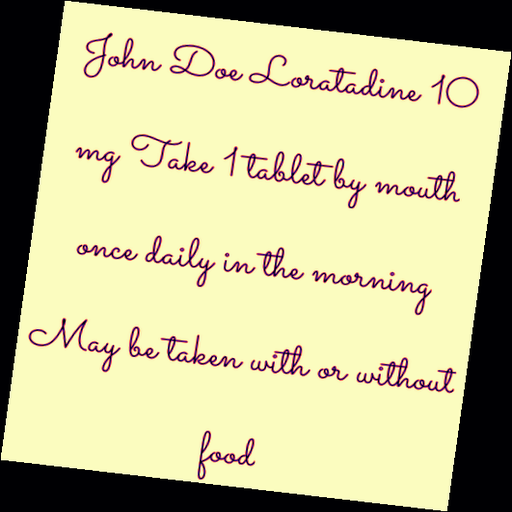 John Doe Loratadine 10
mg Take 1 tablet by mouth
once daily in the morning
May be taken with or without
food